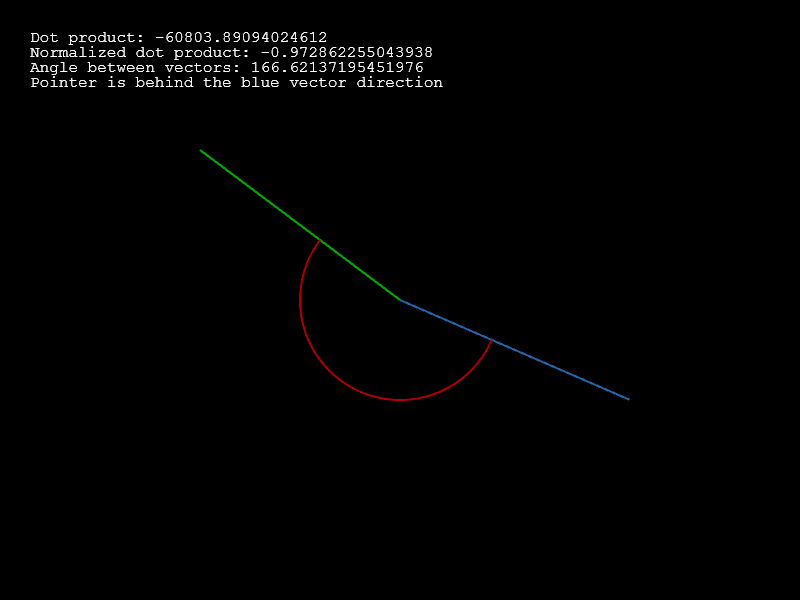 Dot product: -60803.89094024612
Normalized dot product: -0.972862255043938
Angle between vectors: 166.62137195451976
Pointer is behind the blue vector direction